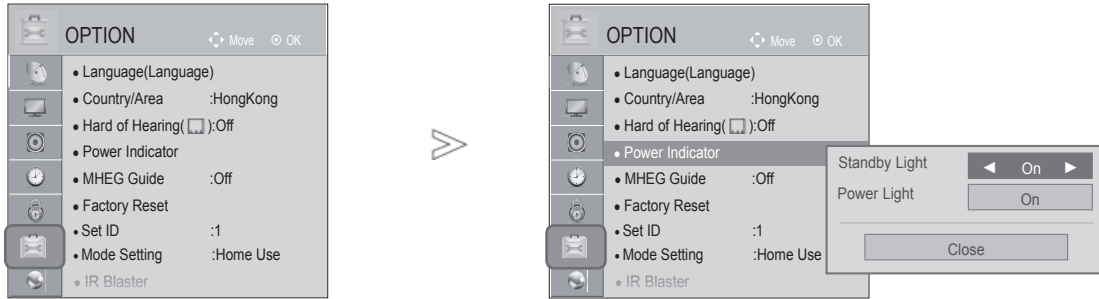 OPTION
Move OK
• Language(Language)
• Country/Area :HongKong
• Hard of Hearing( ):Off
• Power Indicator
• MHEG Guide :Off
• Factory Reset
• Set ID :1
• Mode Setting :Home Use
• IR Blaster
OPTION
Move OK
• Language(Language)
• Country/Area :HongKong
• Hard of Hearing( ):Off
• Power Indicator
• MHEG Guide :Off
• Factory Reset
• Set ID :1
• Mode Setting :Home Use
• IR Blaster
Standby Light ◄ On ►
Power Light On
Close